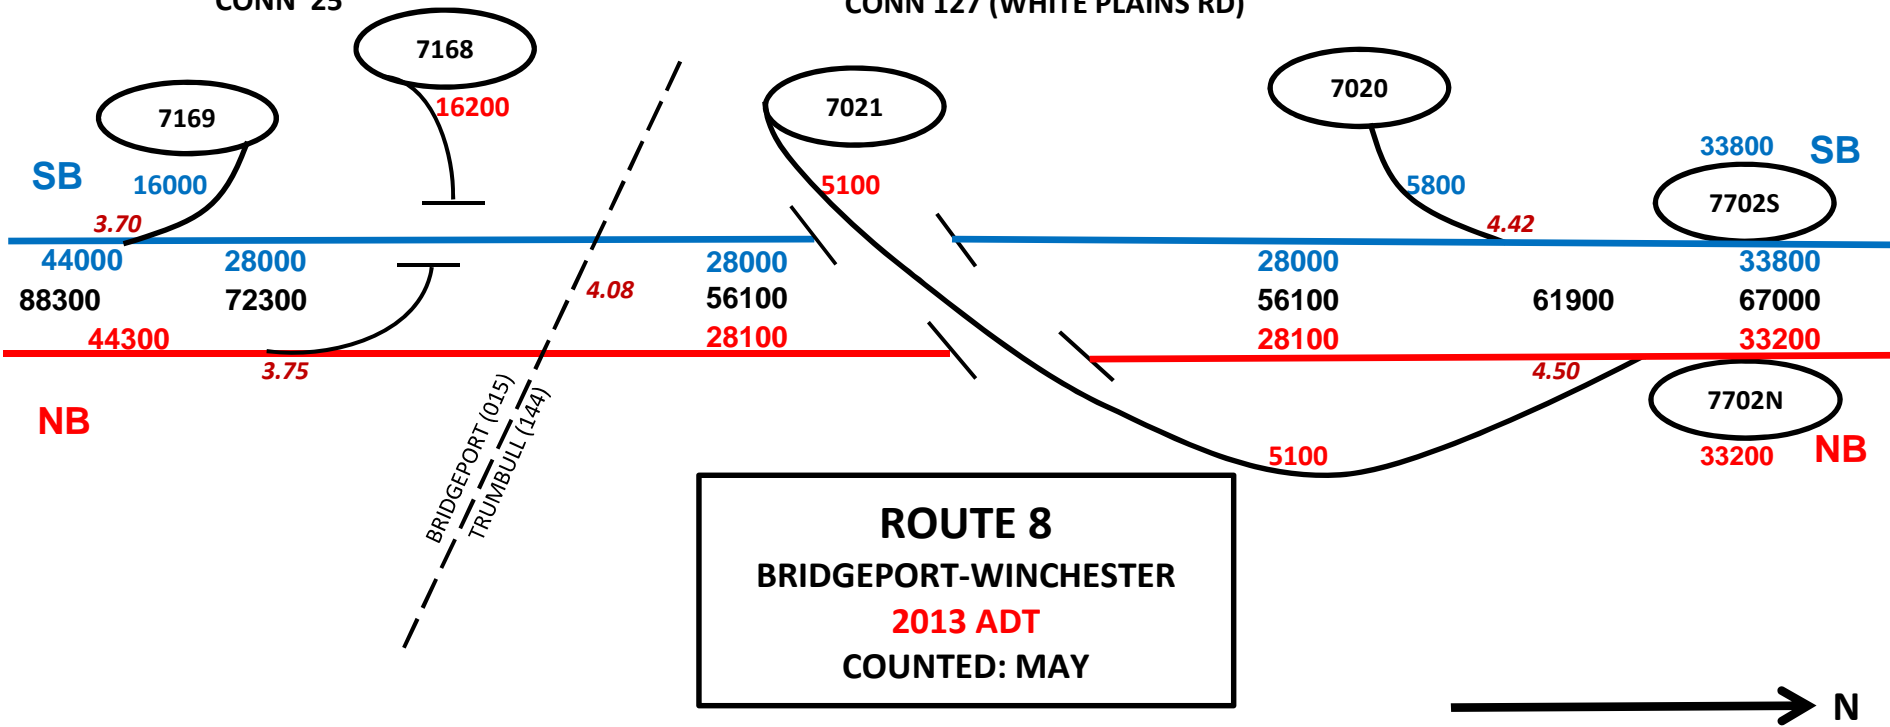 CONN 25
CONN 127 (WHITE PLAINS RD)
7168
7169
16200
7021
7020
SB
16000
5100
5800
33800
SB
7702S
3.70
4.42
44000
28000
28000
28000
33800
88300
72300
4.08
56100
56100
61900
67000
44300
28100
28100
33200
3.75
4.50
7702N
NB
BRIDGEPORT (015)
TRUMBULL (144)
5100
33200
NB
ROUTE 8
BRIDGEPORT-WINCHESTER
2013 ADT
COUNTED: MAY
N